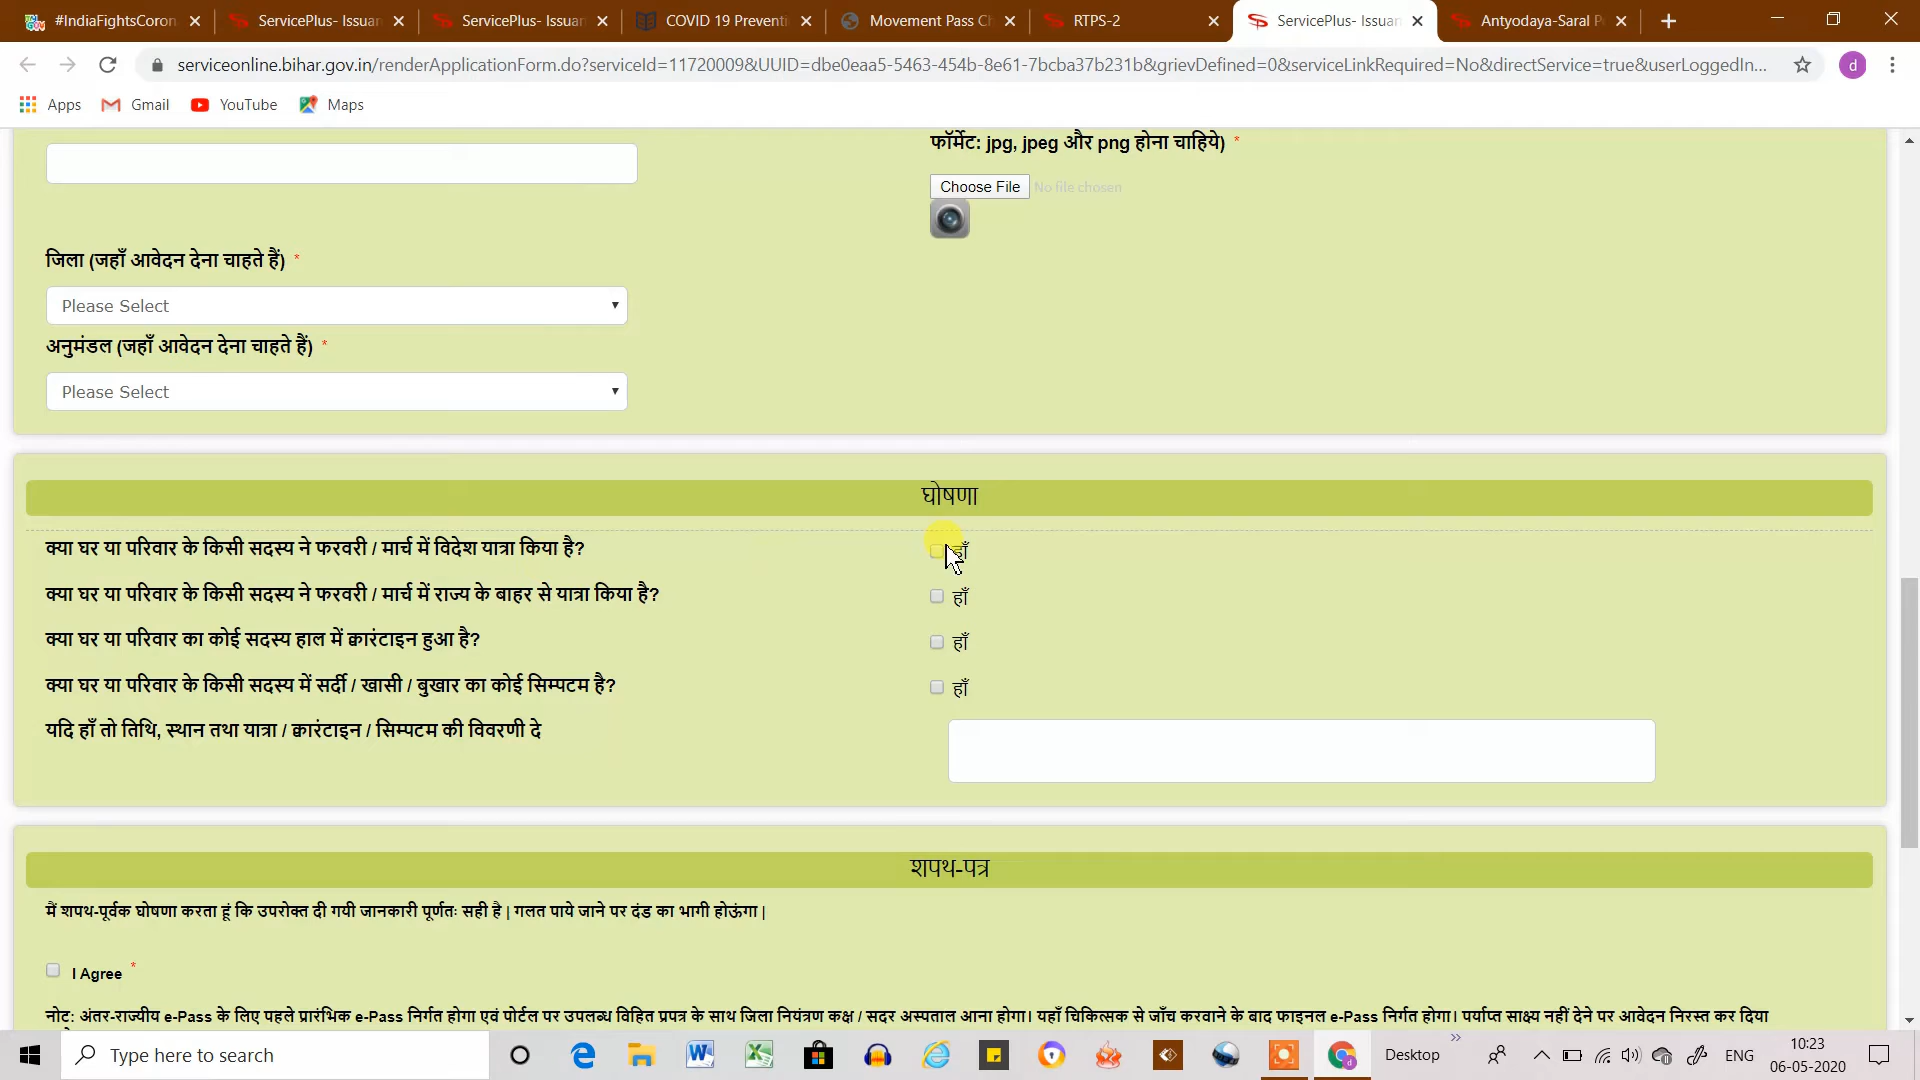 #IndiaFightsCoron
ServicePlus- Issuan
ServicePlus- Issuan
COVID 19 Preventi
Movement Pass C
RTPS-2
ServicePlus- Issuan
Antyodaya-Saral P
serviceonline.bihar.gov.in/renderApplicationForm.do?serviceId=11720009&UUID=dbe0eaa5-5463-454b-8e61-7bcba37b231b&grievDefined=0&serviceLinkRequired=No&directService=true&userLoggedIn...
d
Apps Gmail YouTube Maps
फॉर्मेट: jpg, jpeg और png होना चाहिये) *
Choose File No file chosen
जिला (जहाँ आवेदन देना चाहते हैं) *
Please Select
अनुमंडल (जहाँ आवेदन देना चाहते हैं) *
Please Select
घोषणा
क्या घर या परिवार के किसी सदस्य ने फरवरी / मार्च में विदेश यात्रा किया है? हाँ
क्या घर या परिवार के किसी सदस्य ने फरवरी / मार्च में राज्य के बाहर से यात्रा किया है? हाँ
क्या घर या परिवार का कोई सदस्य हाल में क्वारंटाइन हुआ है? हाँ
क्या घर या परिवार के किसी सदस्य में सर्दी / खासी / बुखार का कोई सिम्पटम है? हाँ
यदि हाँ तो तिथि, स्थान तथा यात्रा / क्वारंटाइन / सिम्पटम की विवरणी दे
शपथ-पत्र
मैं शपथ-पूर्वक घोषणा करता हूं कि उपरोक्त दी गयी जानकारी पूर्णतः सही है | गलत पाये जाने पर दंड का भागी होऊंगा |
I Agree *
नोट: अंतर-राज्यीय e-Pass के लिए पहले प्रारंभिक e-Pass निर्गत होगा एवं पोर्टल पर उपलब्ध विहित प्रपत्र के साथ जिला नियंत्रण कक्ष / सदर अस्पताल आना होगा। यहाँ चिकित्सक से जाँच करवाने के बाद फाइनल e-Pass निर्गत होगा। पर्याप्त साक्ष्य नहीं देने पर आवेदन निरस्त कर दिया
Type here to search
Desktop
ENG
10:23
06-05-2020